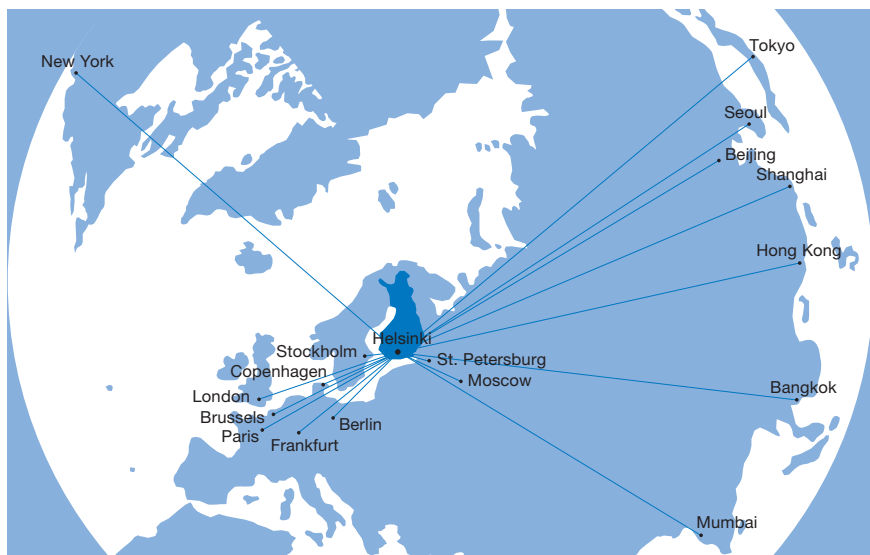 Tokyo
New York
Seoul
Beijing
Shanghai
Hong Kong
Helsinki
Stockholm
St. Petersburg
Copenhagen
Moscow
London
Bangkok
Brussels
Berlin
Paris
Frankfurt
Mumbai